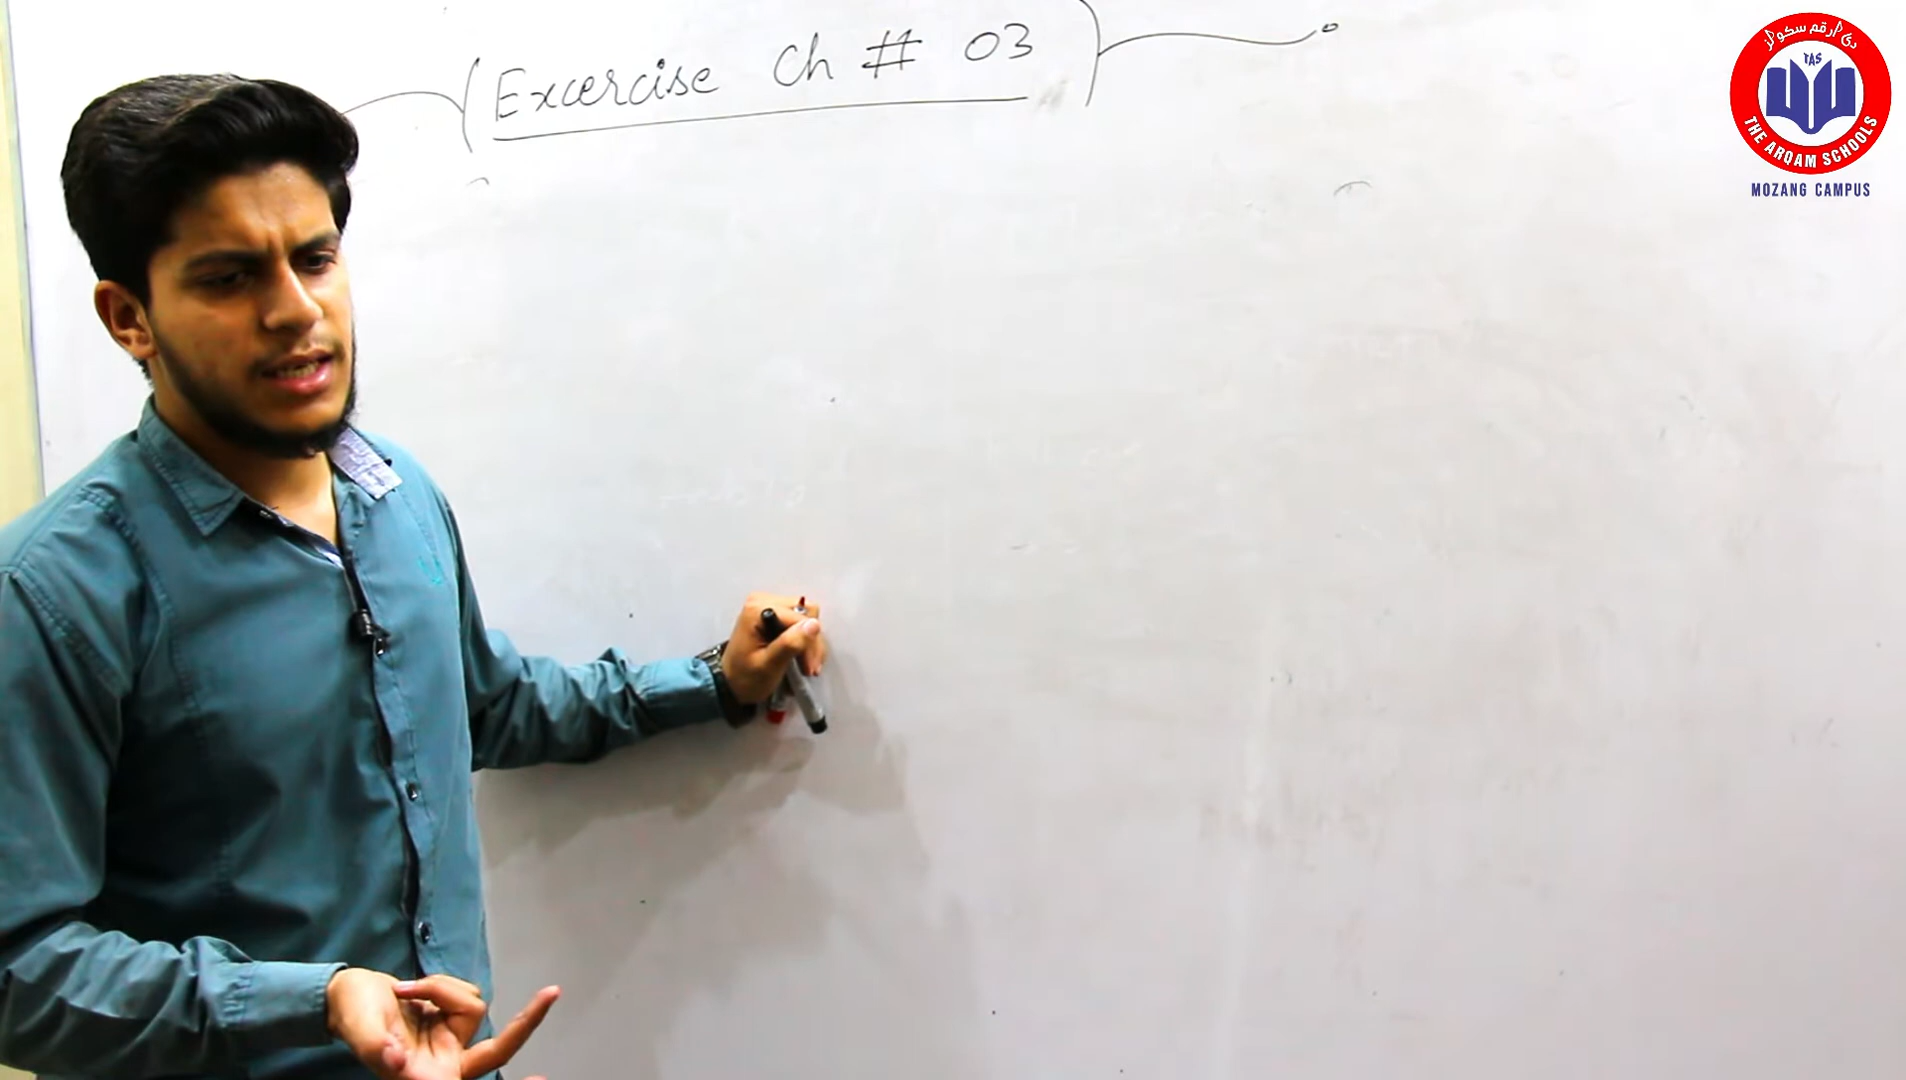 Excercise Ch # 03
دی ارقم سکولز
TAS
THE ARQAM SCHOOLS
MOZANG CAMPUS